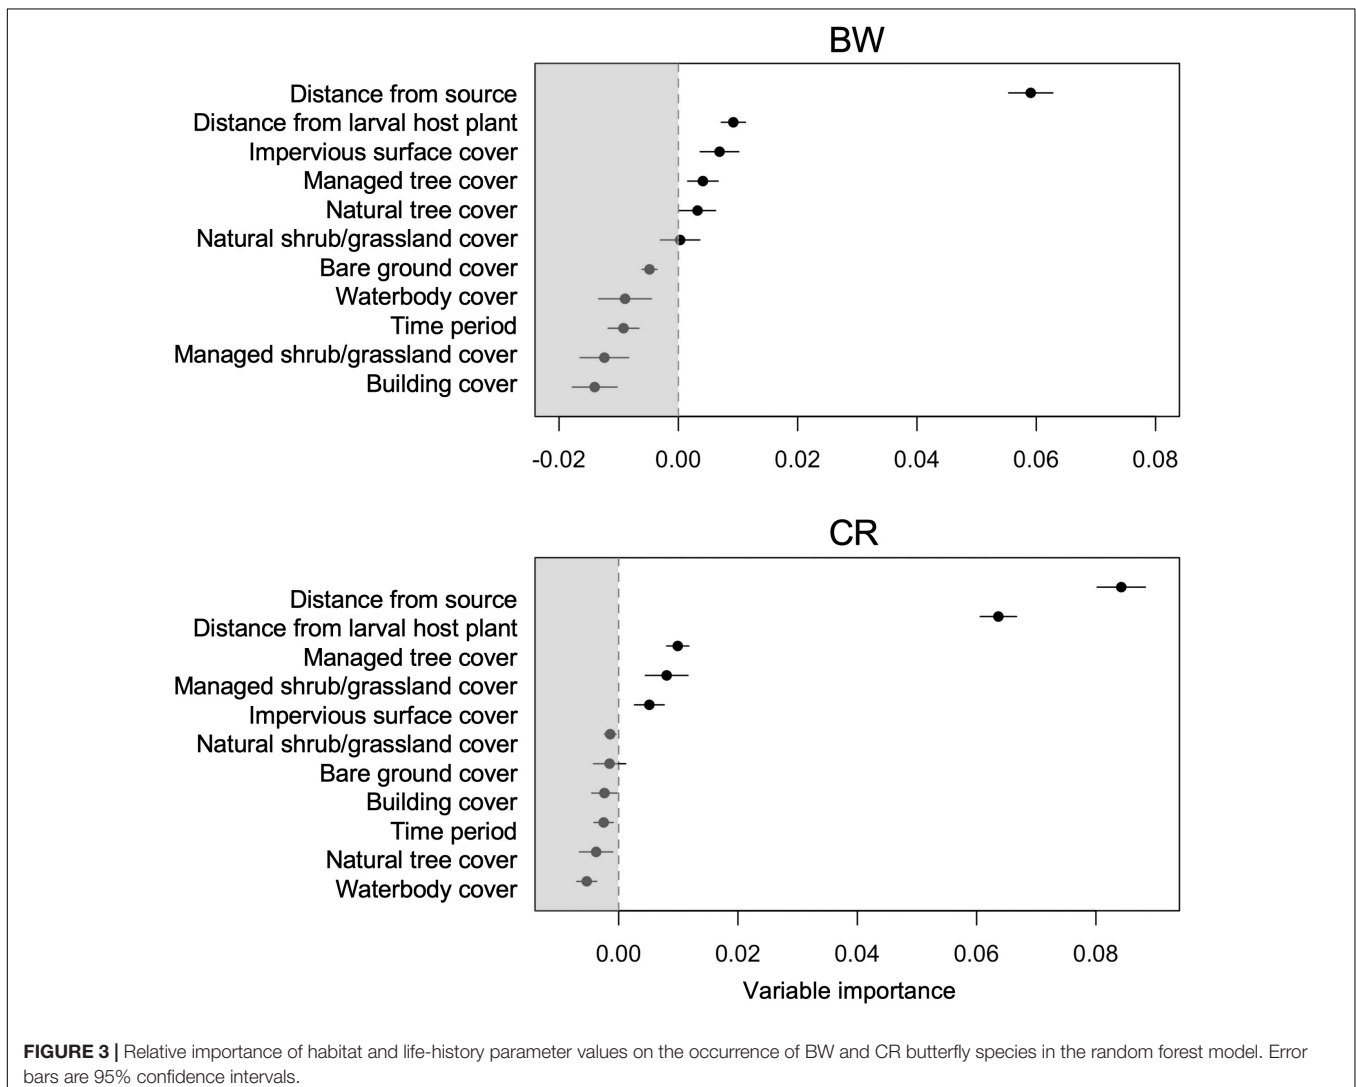 BW
Distance from source
Distance from larval host plant
Impervious surface cover
Managed tree cover
Natural tree cover
Natural shrub/grassland cover
Bare ground cover
Waterbody cover
Time period
Managed shrub/grassland cover
Building cover
-0.02 0.00 0.02 0.04 0.06 0.08
CR
Distance from source
Distance from larval host plant
Managed tree cover
Managed shrub/grassland cover
Impervious surface cover
Natural shrub/grassland cover
Bare ground cover
Building cover
Time period
Natural tree cover
Waterbody cover
0.00 0.02 0.04 0.06 0.08
Variable importance
FIGURE 3 | Relative importance of habitat and life-history parameter values on the occurrence of BW and CR butterfly species in the random forest model. Error
bars are 95% confidence intervals.